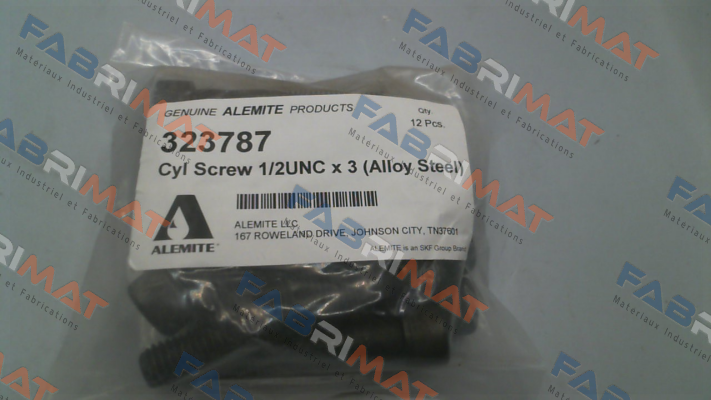 GENUINE ALEMITE PRODUCTS
Qty
12 Pcs.
323787
Cyl Screw 1/2UNC x 3 (Alloy Steel)
ALEMITE LLC
167 ROWELAND DRIVE, JOHNSON CITY, TN37601
ALEMITE
ALEMITE is an SKF Group Brand
FABRIMAT
Materiaux Industriel et Fabrications